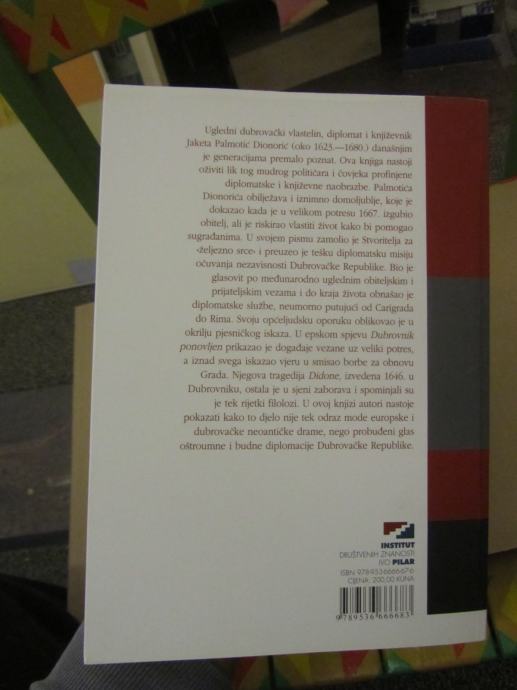 Ugledni dubrovački vlastelin, diplomat i književnik
Jaketa Palmotić Dionorić (oko 1623.—1680.) današnjim
je generacijama premalo poznat. Ova knjiga nastoji
oživiti lik tog mudrog političara i čovjeka profinjene
diplomatske i književne naobrazbe. Palmotića
Dionorića obilježava i iznimno domoljublje, koje je
dokazao kada je u velikom potresu 1667. izgubio
obitelj, ali je riskirao vlastiti život kako bi pomogao
sugrađanima. U svojem pismu zamolio je Stvoritelja za
›željezno srce‹ i preuzeo je tešku diplomatsku misiju
očuvanja nezavisnosti Dubrovačke Republike. Bio je
glasovit po međunarodno uglednim obiteljskim i
prijateljskim vezama i do kraja života obnašao je
diplomatske službe, neumorno putujući od Carigrada
do Rima. Svoju općeljudsku oporuku oblikovao je u
okrilju pjesničkog iskaza. U epskom spjevu Dubrovnik
ponovljen prikazao je događaje vezane uz veliki potres,
a iznad svega iskazao vjeru u smisao borbe za obnovu
Grada. Njegova tragedija Didone, izvedena 1646. u
Dubrovniku, ostala je u sjeni zaborava i spominjali su
je tek rijetki filolozi. U ovoj knjizi autori nastoje
pokazati kako to djelo nije tek odraz mode europske i
dubrovačke neoantičke drame, nego probuđeni glas
oštroumne i budne diplomacije Dubrovačke Republike.
INSTITUT
DRUŠTVENIH ZNANOSTI
IVO PILAR
ISBN 9789536666676
CIJENA: 200,00 KUNA
9 789536 666683